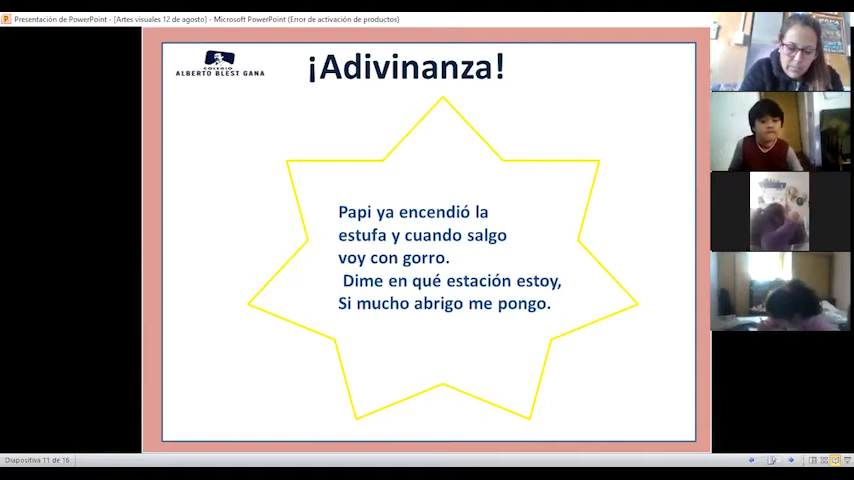 Presentación de PowerPoint - [Artes visuales 12 de agosto] - Microsoft PowerPoint (Error de activación de productos)
COLEGIO
ALBERTO BLEST GANA
¡Adivinanza!
Papi ya encendió la
estufa y cuando salgo
voy con gorro.
Dime en qué estación estoy,
Si mucho abrigo me pongo.
Diapositiva 11 de 16